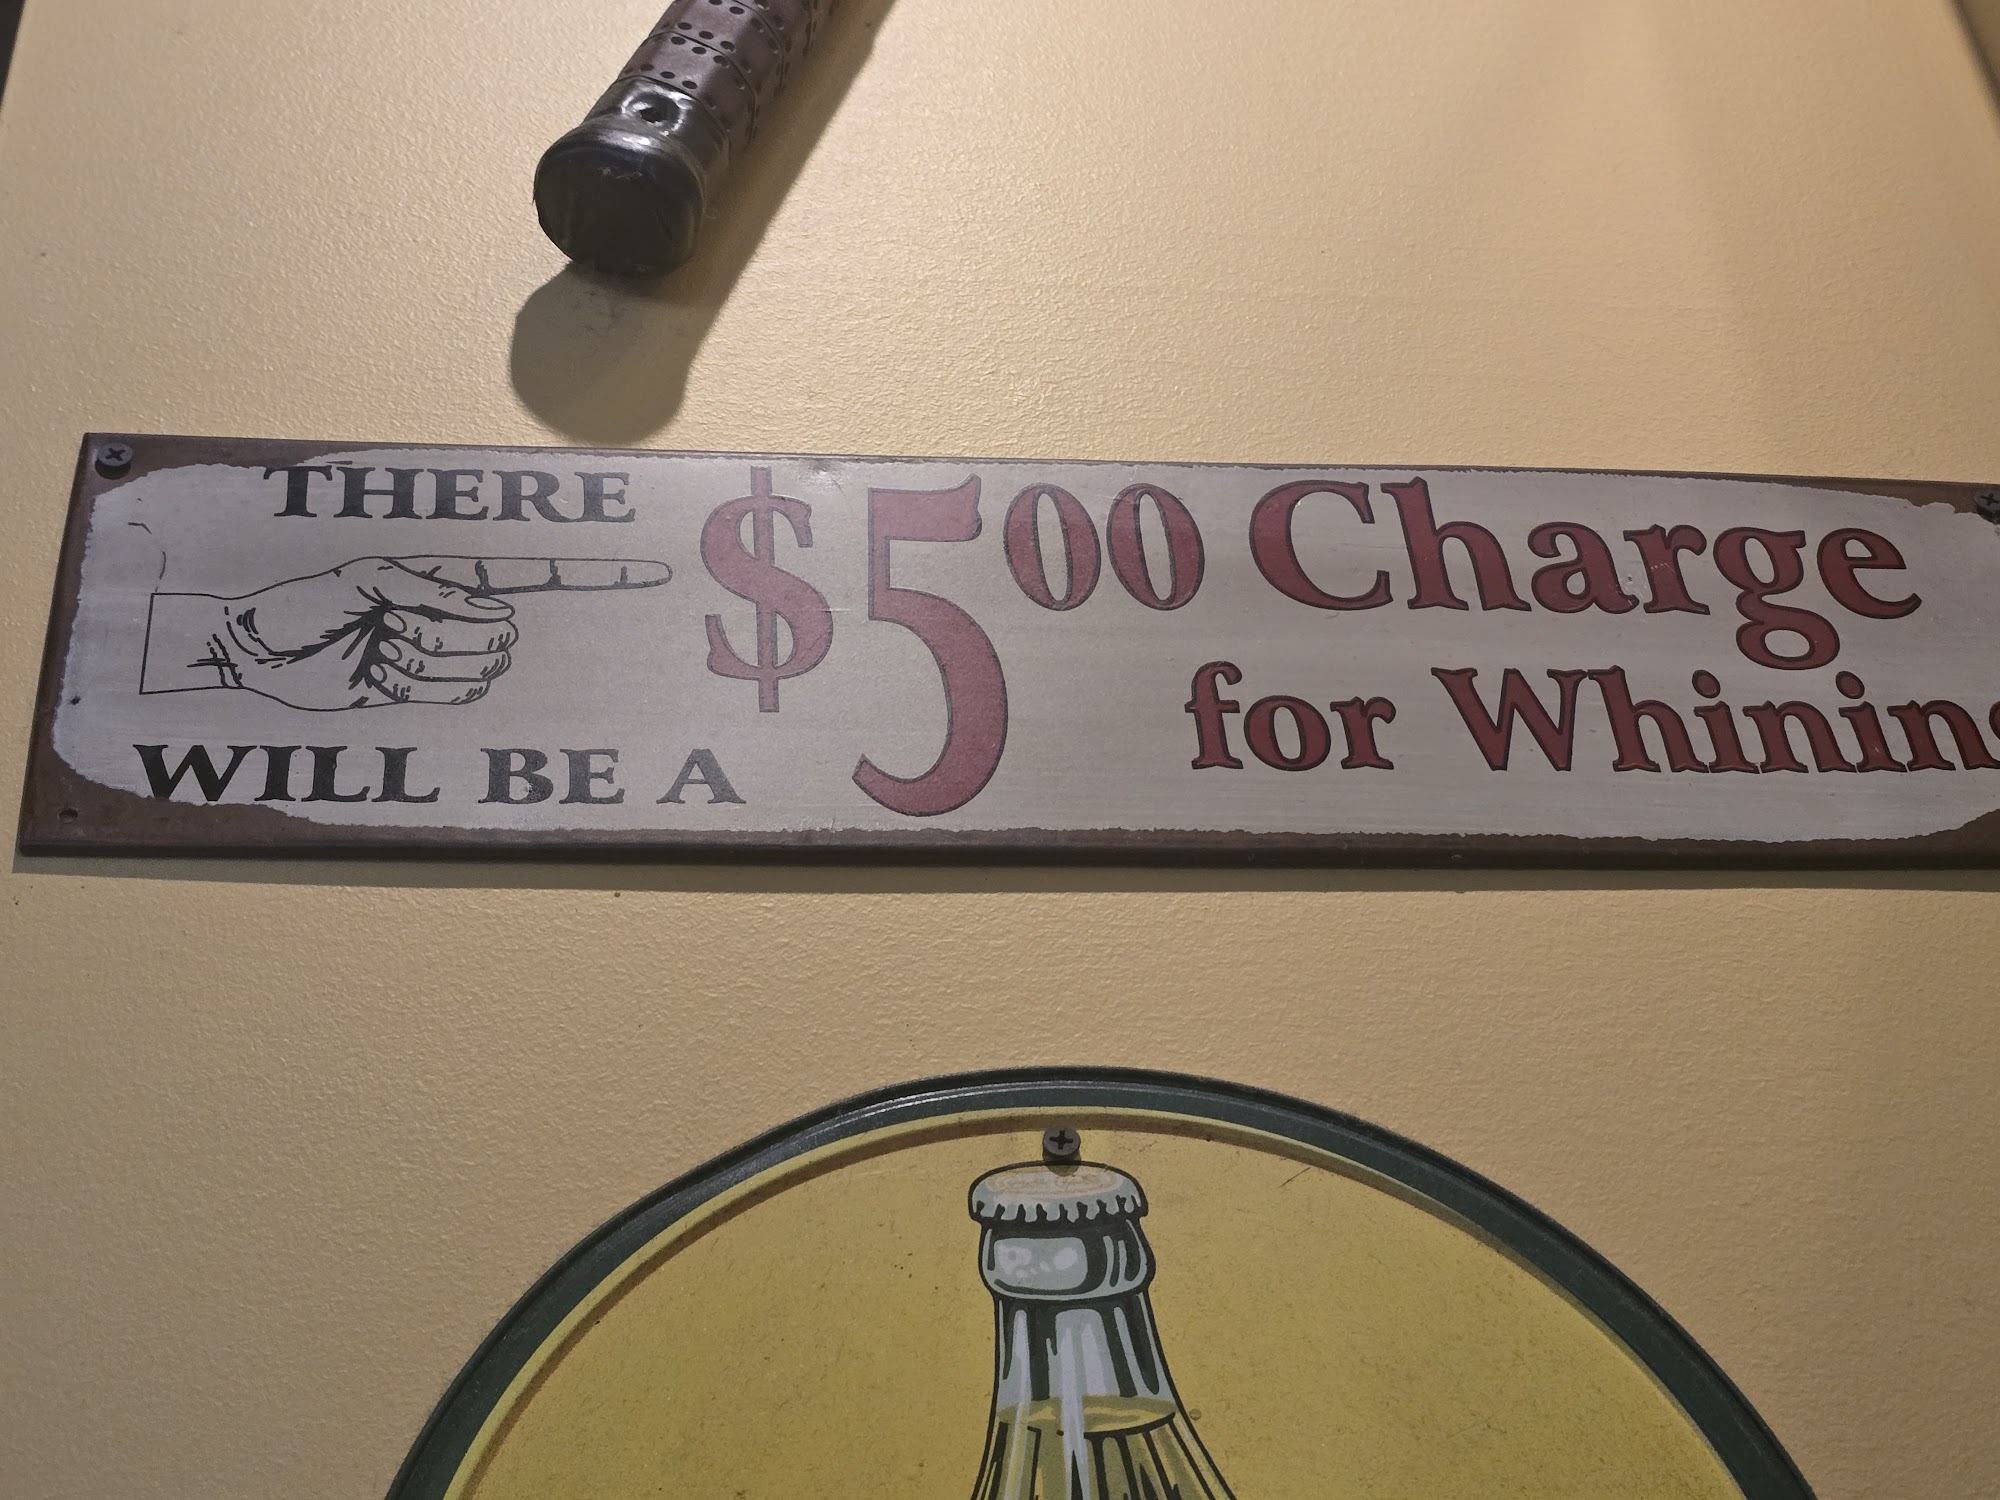 THERE
WILL BE A
$500 Charge
for Whining